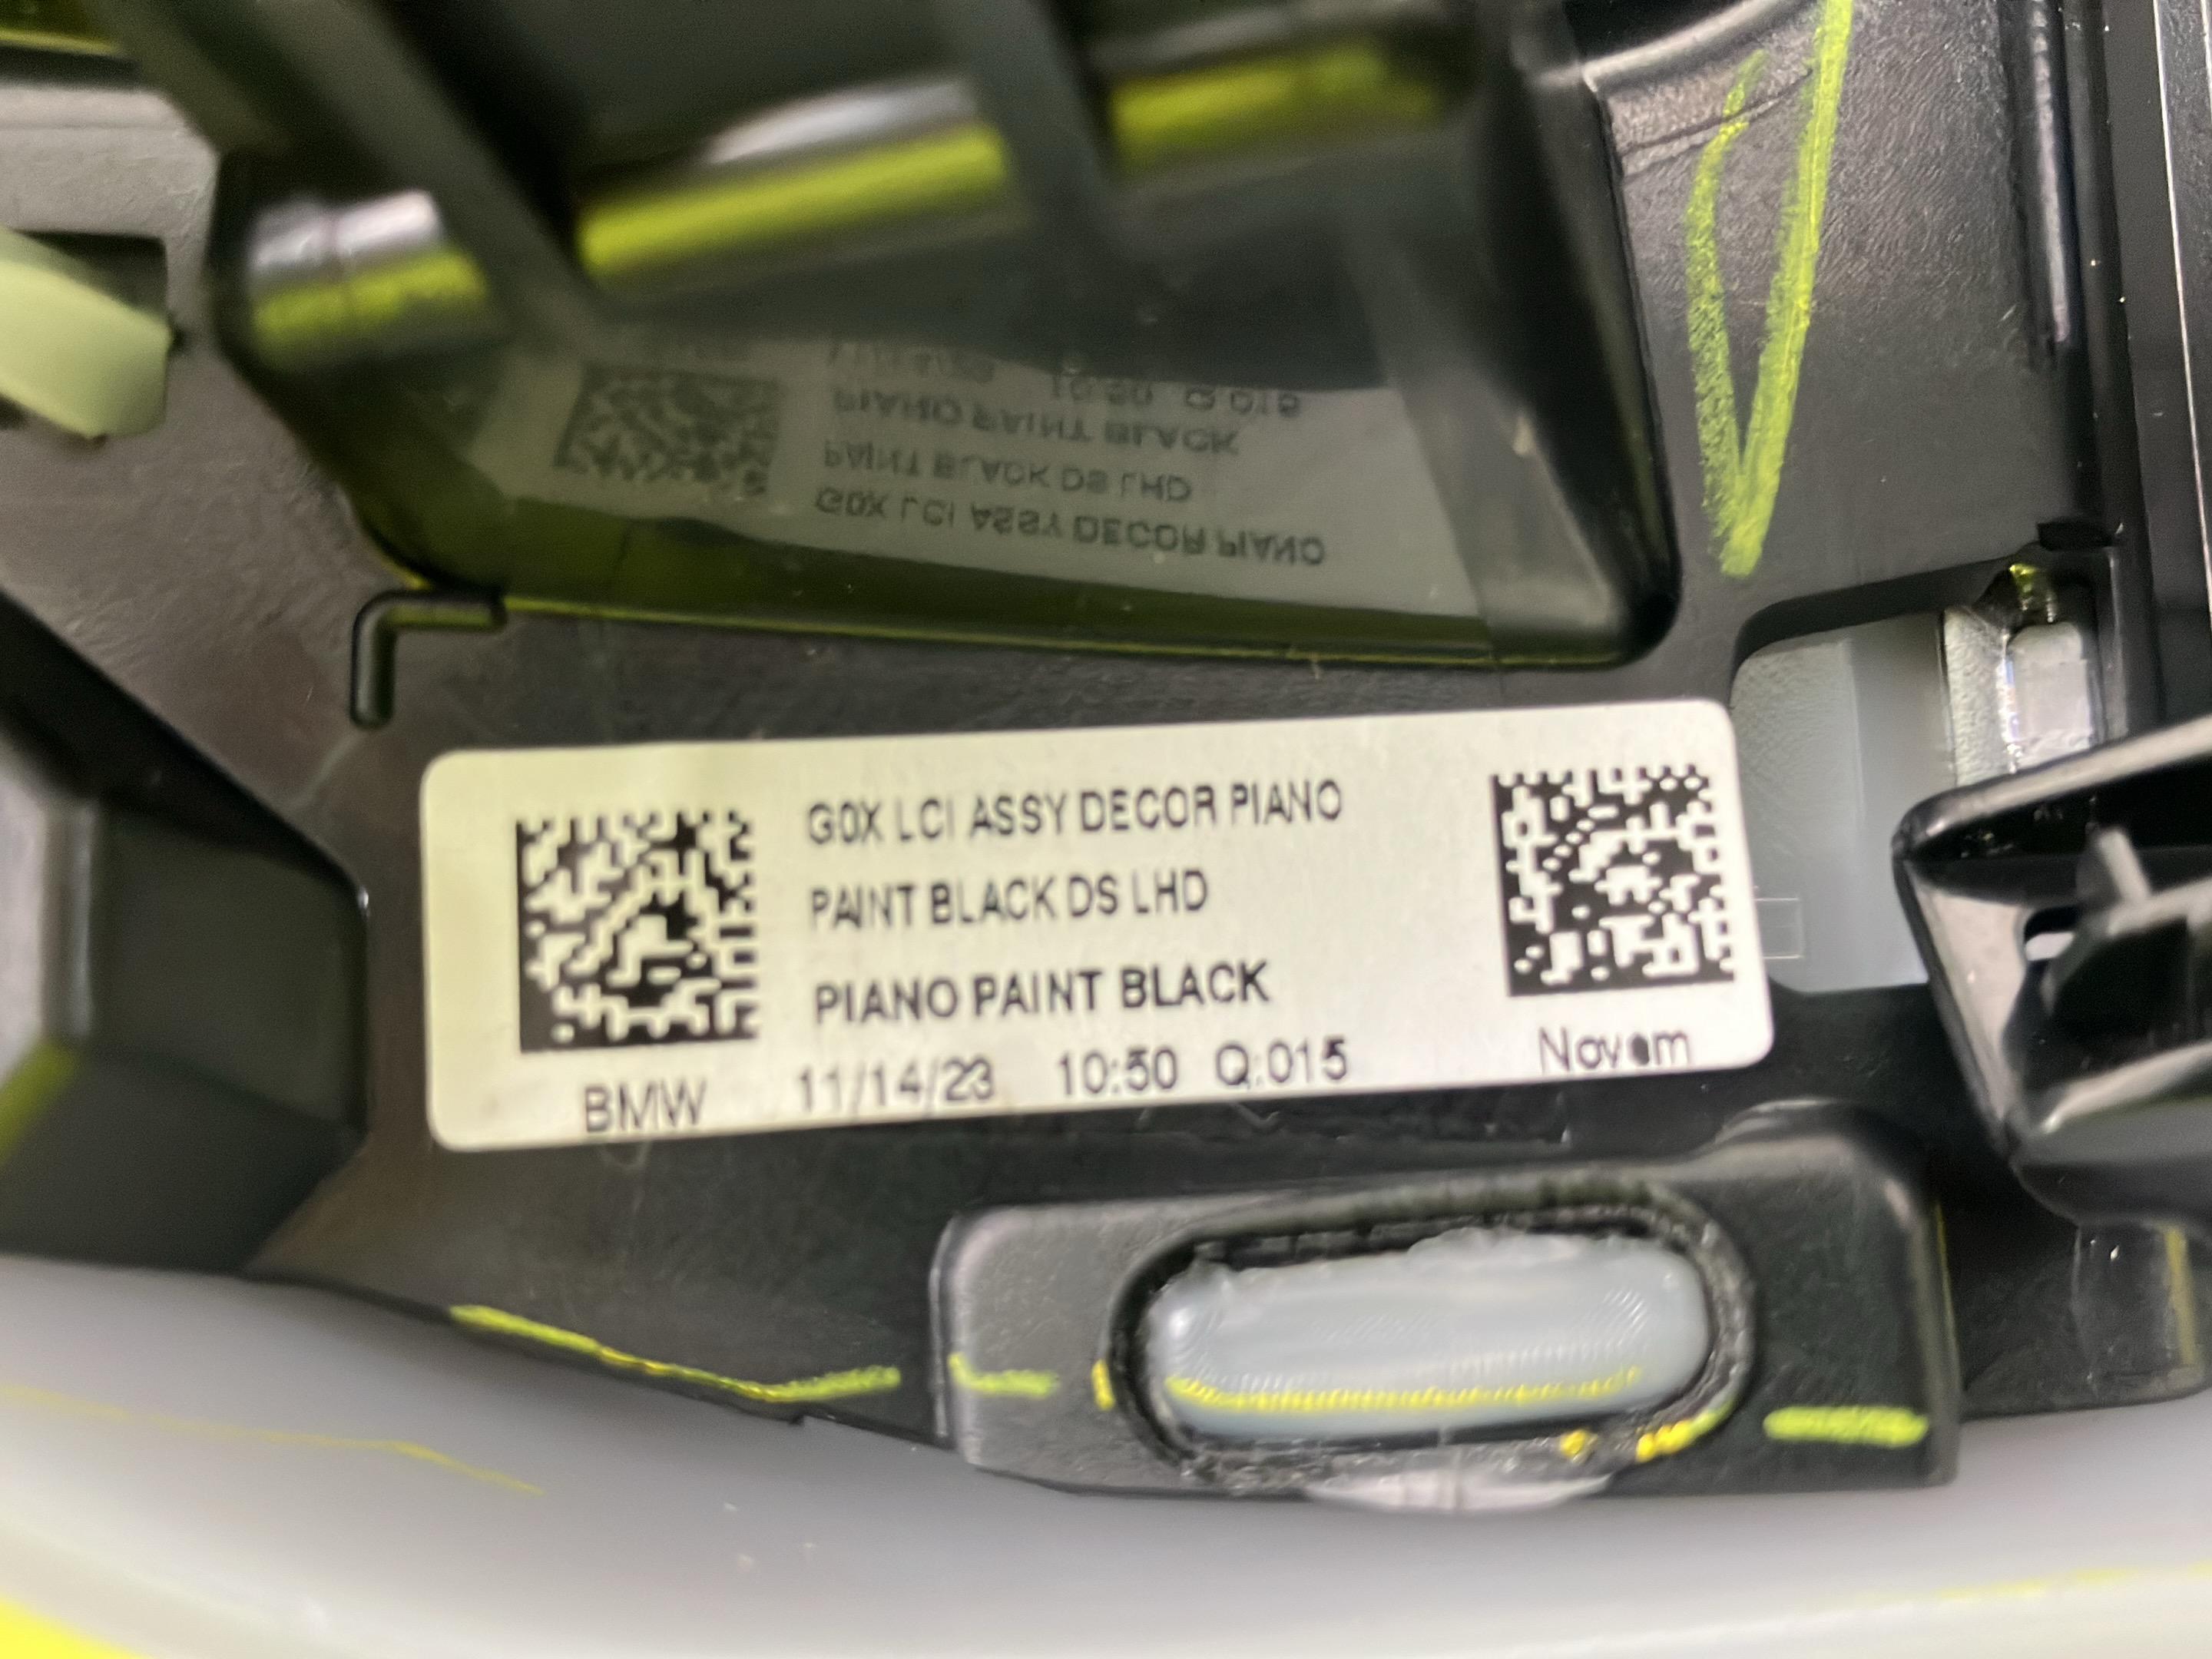 G0X LCI ASSY DECOR PIANO
PAINT BLACK DS LHD
PIANO PAINT BLACK
BMW 11/14/23 10:50 Q:015 Novem